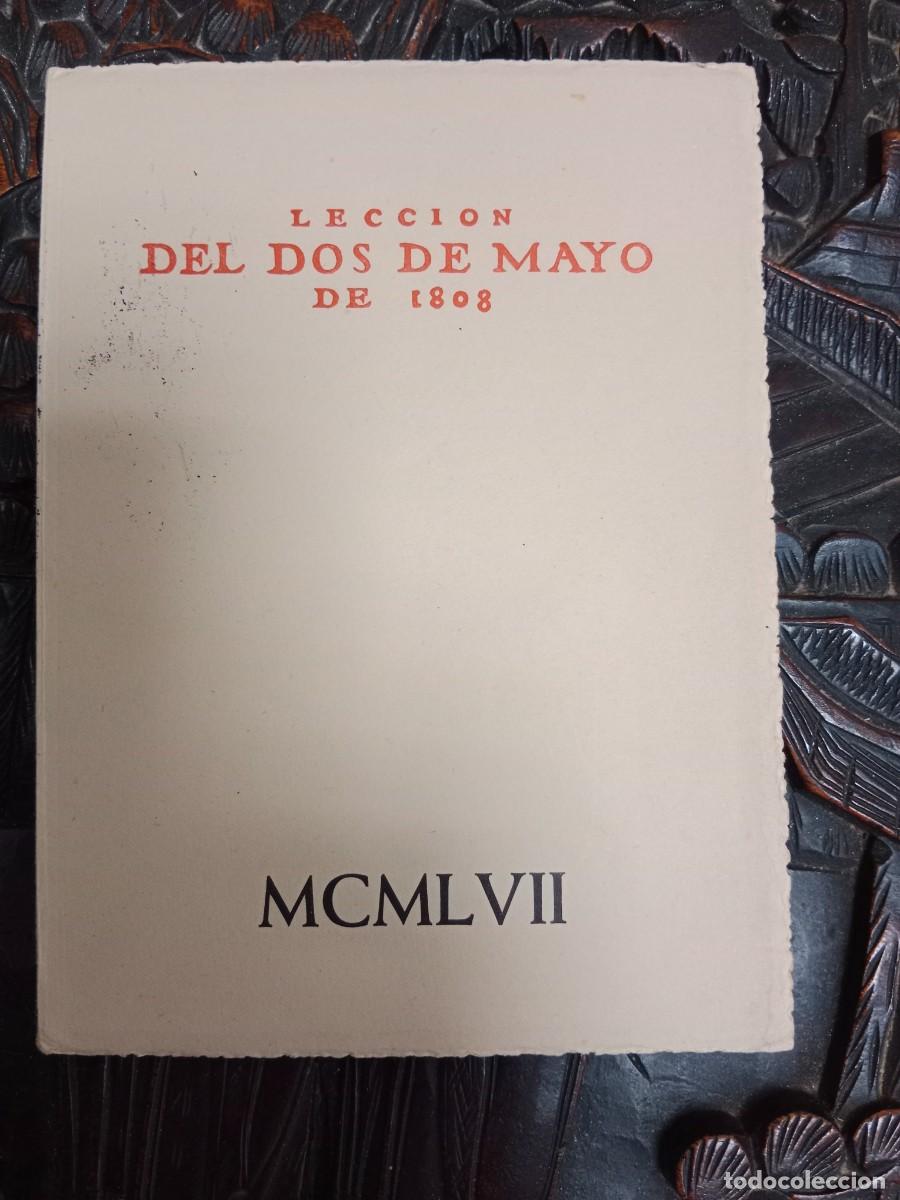 LECCION
DEL DOS DE MAYO
DE 1808
MCMLVII
todocoleccion